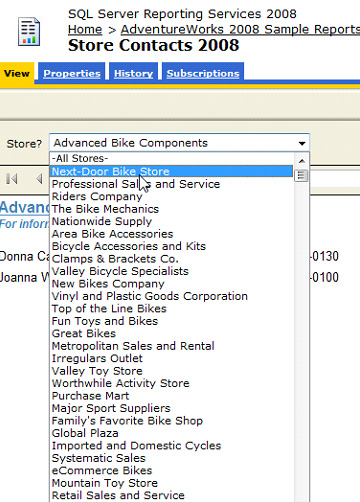 SQL Server Reporting Services 2008
Home > AdventureWorks 2008 Sample Reports
Store Contacts 2008
View Properties History Subscriptions
Store? Advanced Bike Components
-All Stores-
Next-Door Bike Store
Professional Sales and Service
Riders Company
The Bike Mechanics
Nationwide Supply
Area Bike Accessories
Bicycle Accessories and Kits
Clamps & Brackets Co.
Valley Bicycle Specialists
New Bikes Company
Vinyl and Plastic Goods Corporation
Top of the Line Bikes
Fun Toys and Bikes
Great Bikes
Metropolitan Sales and Rental
Irregulars Outlet
Valley Toy Store
Worthwhile Activity Store
Purchase Mart
Major Sport Suppliers
Family's Favorite Bike Shop
Global Plaza
Imported and Domestic Cycles
Systematic Sales
eCommerce Bikes
Mountain Toy Store
Retail Sales and Service
Advan
For infor
Donna Ca -0130
Joanna W -0100